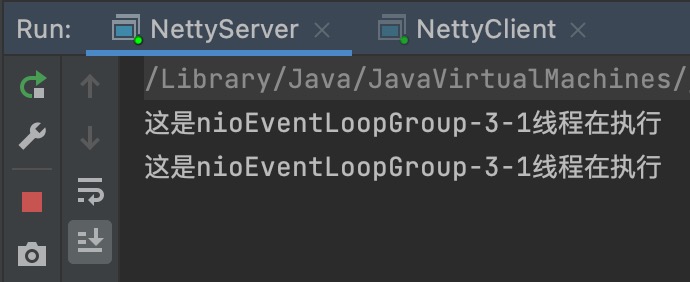 Run: NettyServer NettyClient
/Library/Java/JavaVirtualMachines/
这是nioEventLoopGroup-3-1线程在执行
这是nioEventLoopGroup-3-1线程在执行